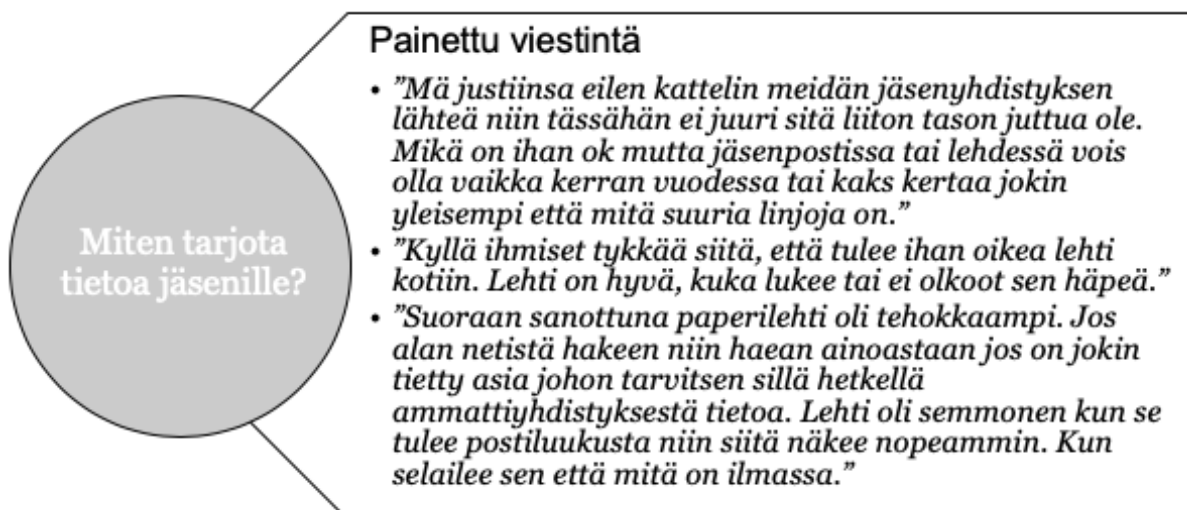 Painettu viestintä
• ”Mä justiinsa eilen kattelin meidän jäsenyhdistyksen
lähteä niin tässähän ei juuri sitä liiton tason juttua ole.
Mikä on ihan ok mutta jäsenpostissa tai lehdessä vois
olla vaikka kerran vuodessa tai kaks kertaa jokin
yleisempi että mitä suuria linjoja on.”
• ”Kyllä ihmiset tykkää siitä, että tulee ihan oikea lehti
kotiin. Lehti on hyvä, kuka lukee tai ei olkoot sen häpeä.”
• ”Suoraan sanottuna paperilehti oli tehokkaampi. Jos
alan netistä hakeen niin haean ainoastaan jos on jokin
tietty asia johon tarvitsen sillä hetkellä
ammattiyhdistyksestä tietoa. Lehti oli semmonen kun se
tulee postiluukusta niin siitä näkee nopeammin. Kun
selailee sen että mitä on ilmassa.”
Miten tarjota
tietoa jäsenille?